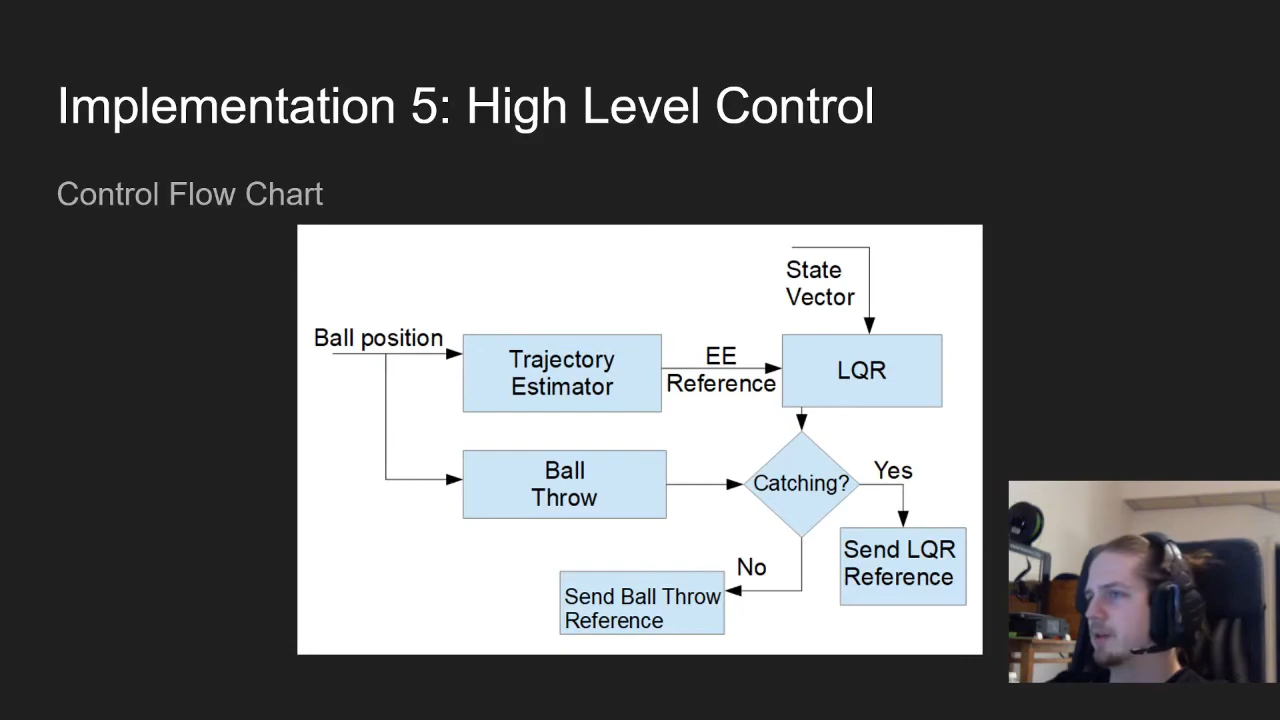 Implementation 5: High Level Control
Control Flow Chart
State
Vector
Ball position
Trajectory
Estimator
EE
Reference
LQR
Ball
Throw
Catching?
Yes
Send LQR
Reference
No
Send Ball Throw
Reference